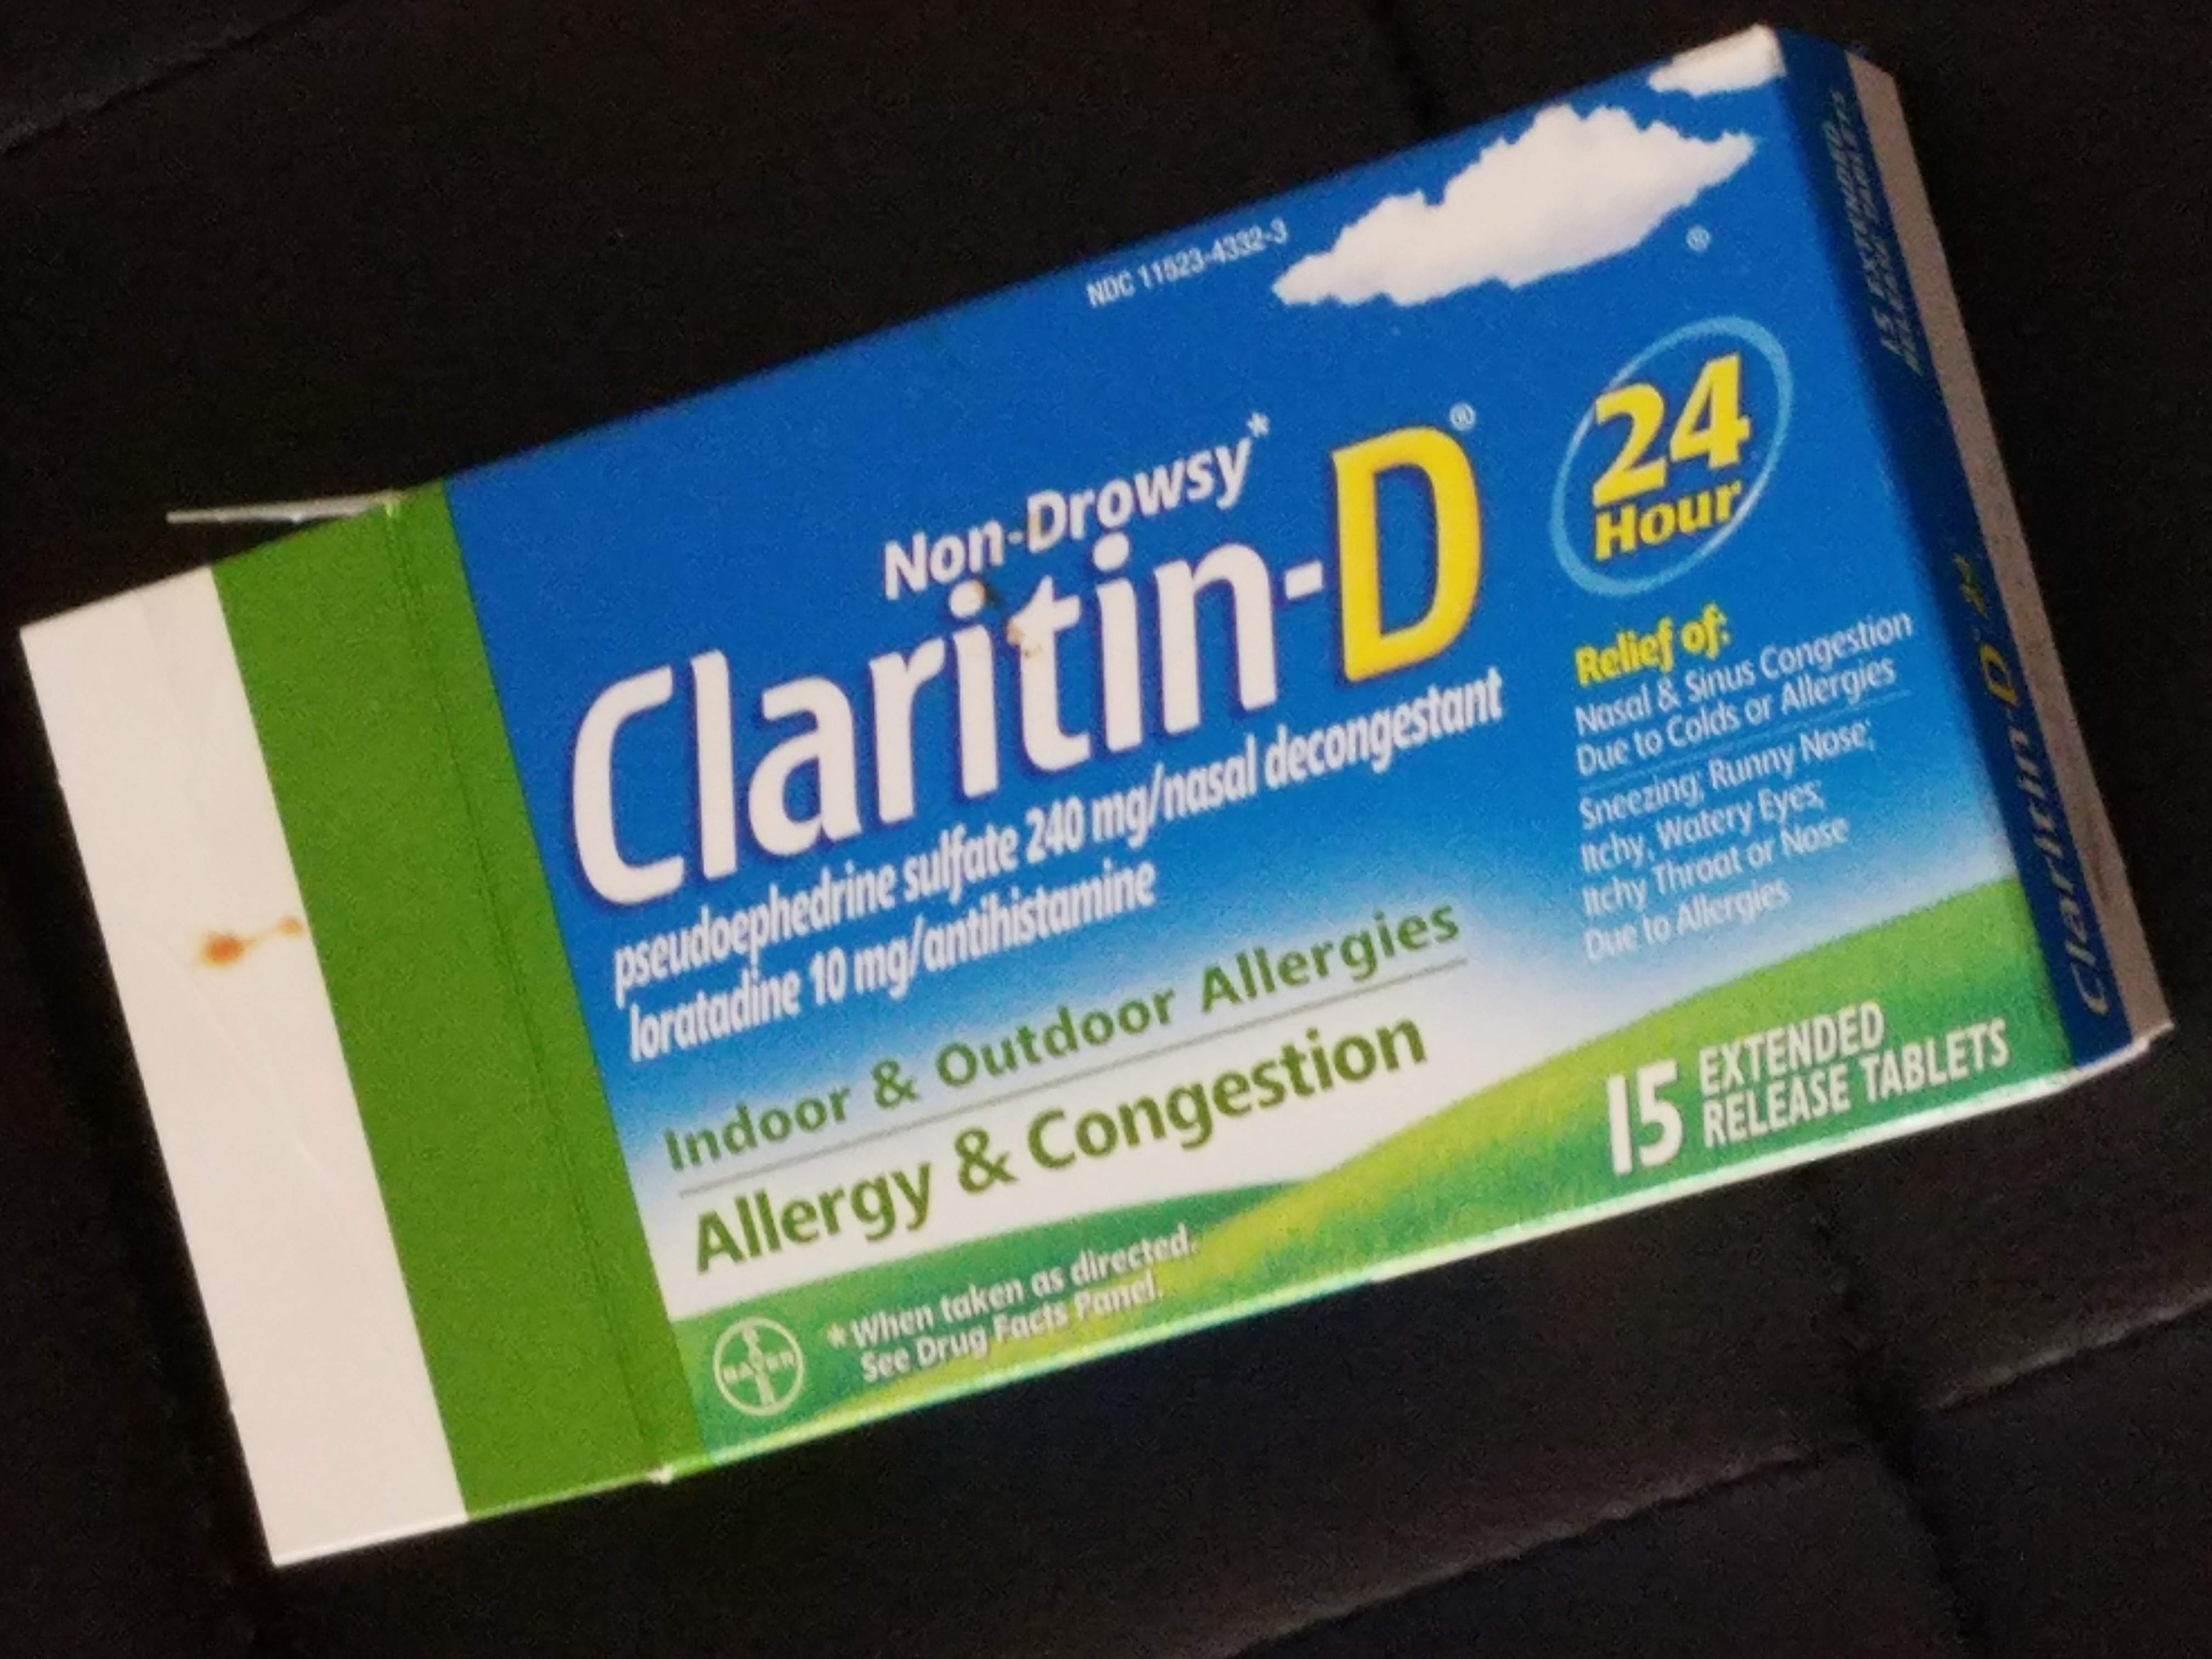 NDC 11523-4332-3
Non-Drowsy*
Claritin-D®
pseudoephedrine sulfate 240 mg/nasal decongestant
loratadine 10 mg/antihistamine
Indoor & Outdoor Allergies
Allergy & Congestion
BAYER
*When taken as directed.
See Drug Facts Panel.
®
24
Hour
Relief of:
Nasal & Sinus Congestion
Due to Colds or Allergies
Sneezing; Runny Nose;
Itchy, Watery Eyes;
Itchy Throat or Nose
Due to Allergies
15 EXTENDED
RELEASE TABLETS
15 EXTENDED
RELEASE TABLETS
Claritin-D® 24